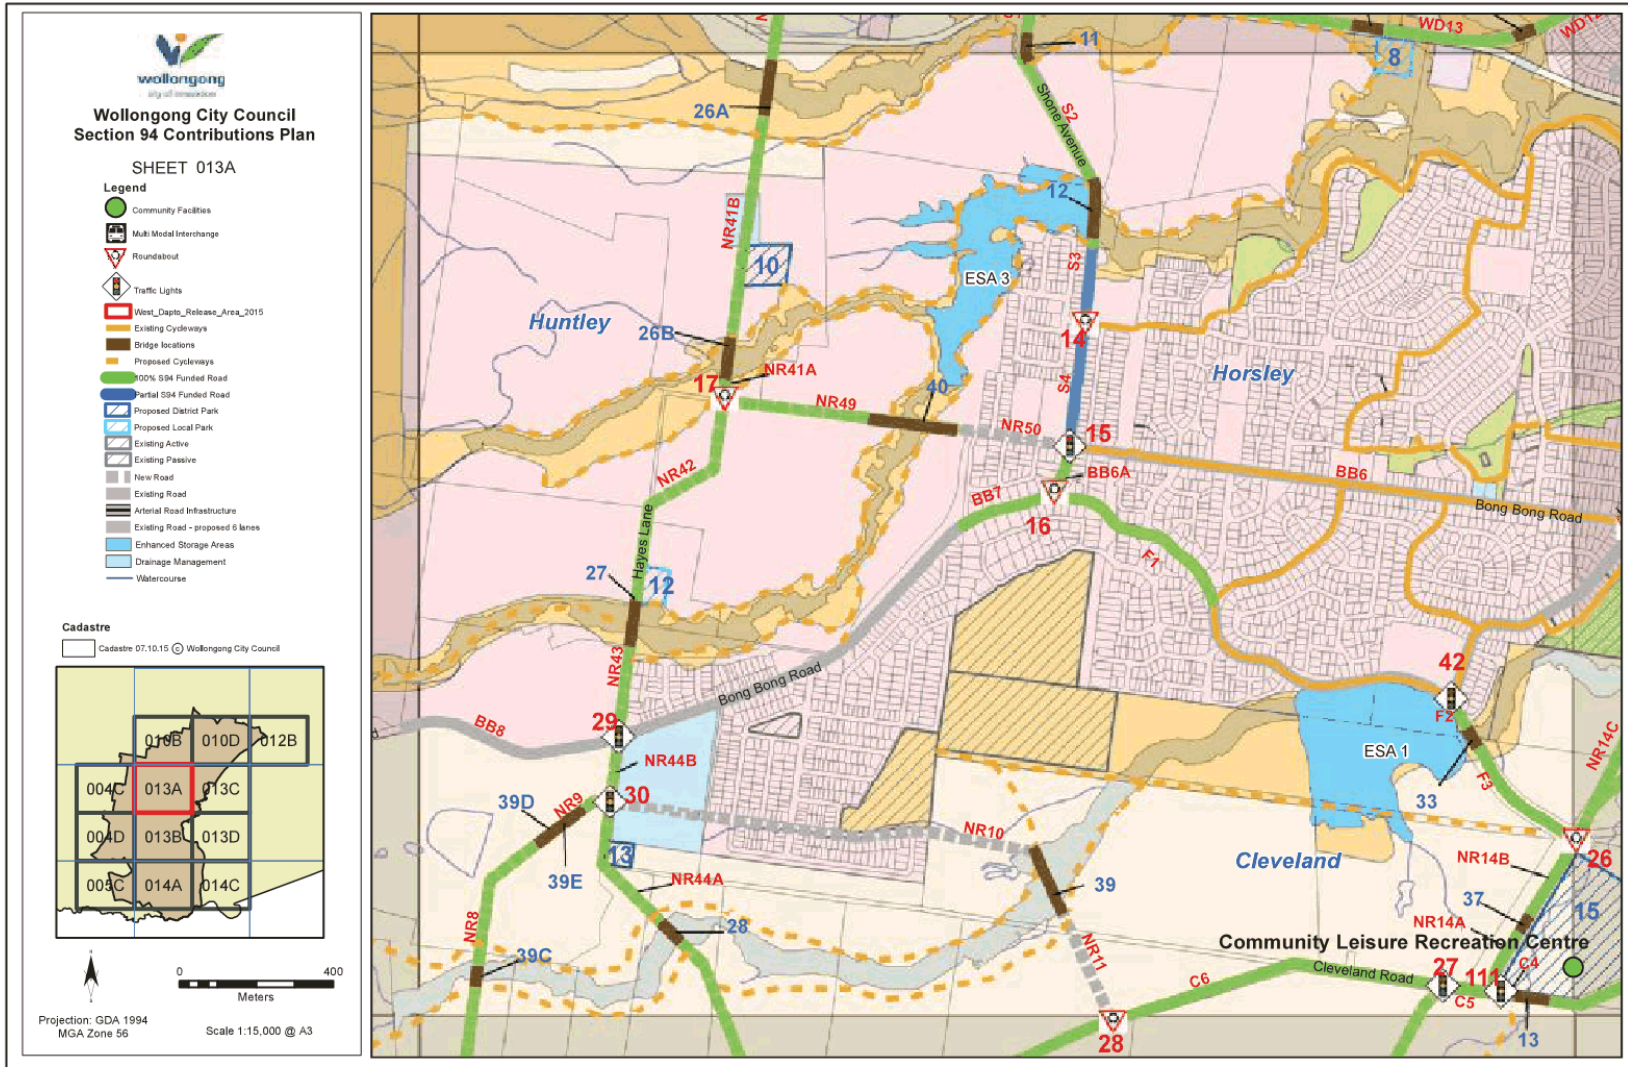 wollongong
city of innovation
Wollongong City Council
Section 94 Contributions Plan
SHEET 013A
Legend
Community Facilities
Multi Modal Interchange
Roundabout
Traffic Lights
West_Dapto_Release_Area_2015
Existing Cycleways
Bridge locations
Proposed Cycleways
100% S94 Funded Road
Partial S94 Funded Road
Proposed District Park
Proposed Local Park
Existing Active
Existing Passive
New Road
Existing Road
Arterial Road Infrastructure
Existing Road - proposed 6 lanes
Enhanced Storage Areas
Drainage Management
Watercourse
Cadastre
Cadastre 07.10.15 © Wollongong City Council
010B 010D 012B
004C 013A 013C
004D 013B 013D
005C 014A 014C
0 400
Meters
Projection: GDA 1994
MGA Zone 56
Scale 1:15,000 @ A3
11
WD13
WD12
8
26A
S2
Shone Avenue
12
NR41B
10
S3
ESA 3
Huntley
26B
14
17
NR41A
40
S4
Horsley
NR49
NR50
15
NR42
BB6A
BB6
BB7
16
Bong Bong Road
Hayes Lane
F1
27
12
NR43
Bong Bong Road
42
29
BB8
F2
ESA 1
NR14C
NR44B
F3
39D
NR9
30
33
NR10
13
Cleveland
26
NR14B
39E
NR44A
39
37
15
NR8
28
NR14A
Community Leisure Recreation Centre
39C
NR11
C6
Cleveland Road
27
111
C4
C5
28
13